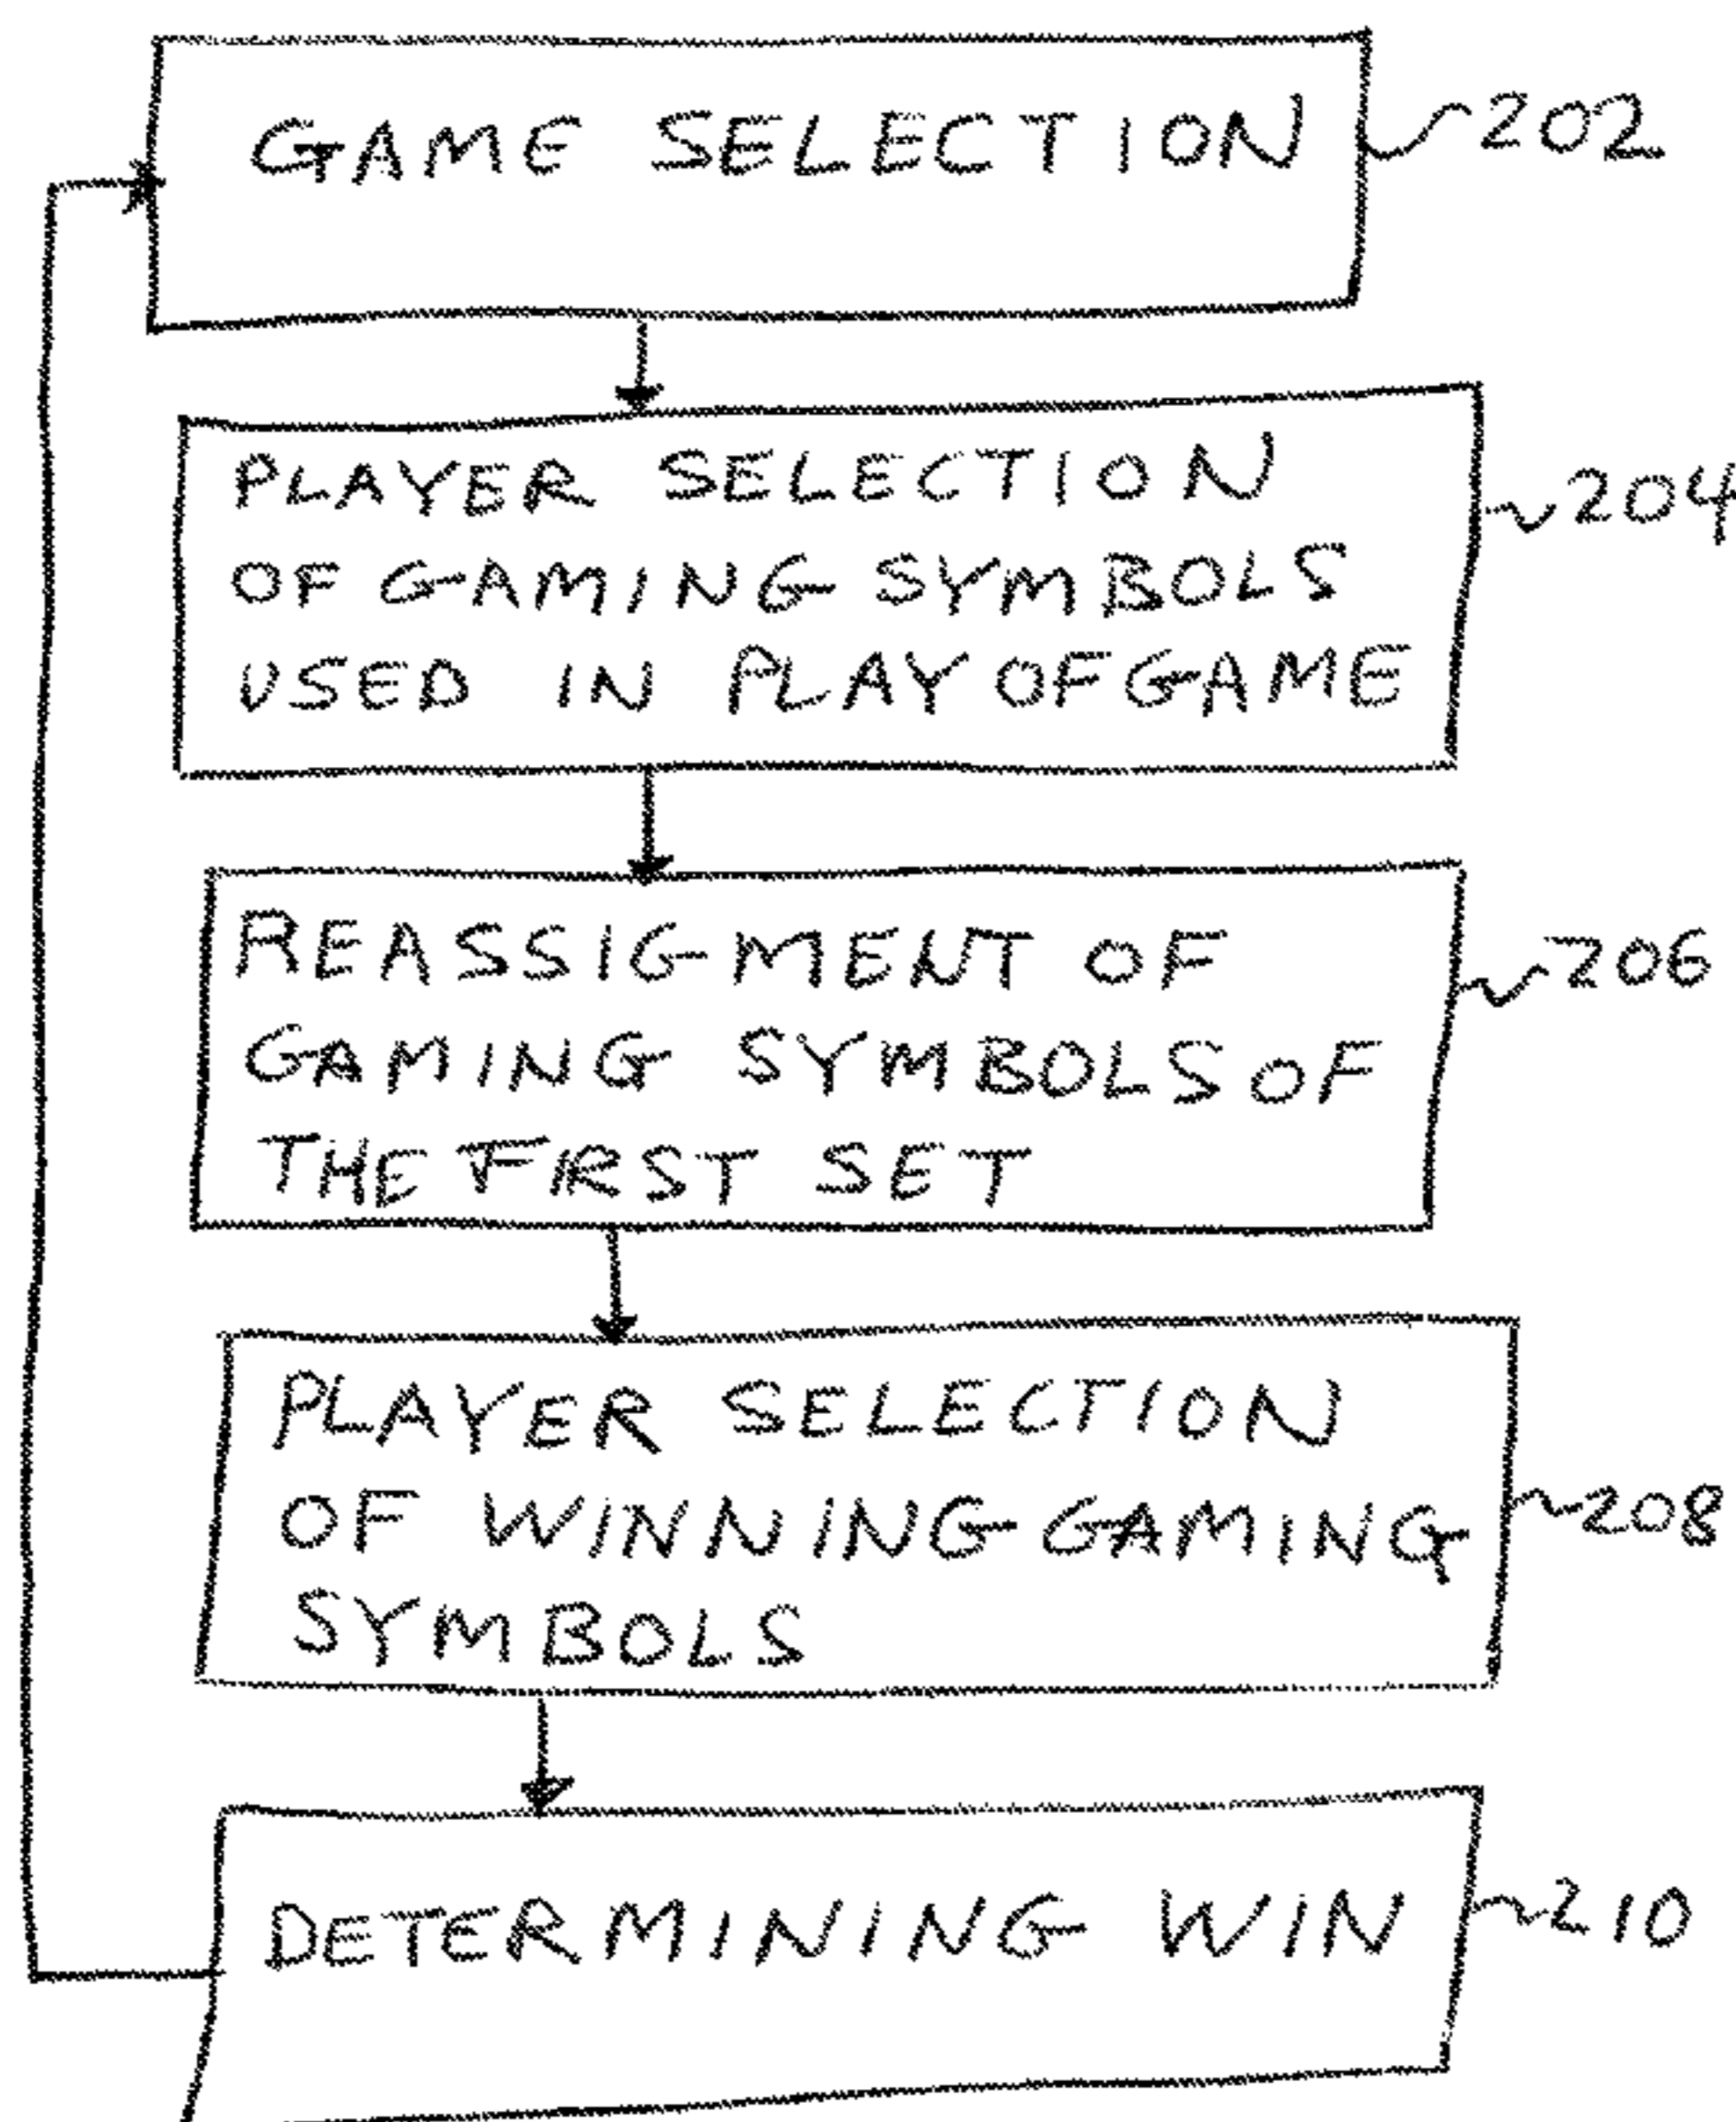 GAME SELECTION
202
PLAYER SELECTION
OF GAMING SYMBOLS
USED IN PLAY OF GAME
204
REASSIGMENT OF
GAMING SYMBOLS OF
THE FIRST SET
206
PLAYER SELECTION
OF WINNING GAMING
SYMBOLS
208
DETERMINING WIN
210